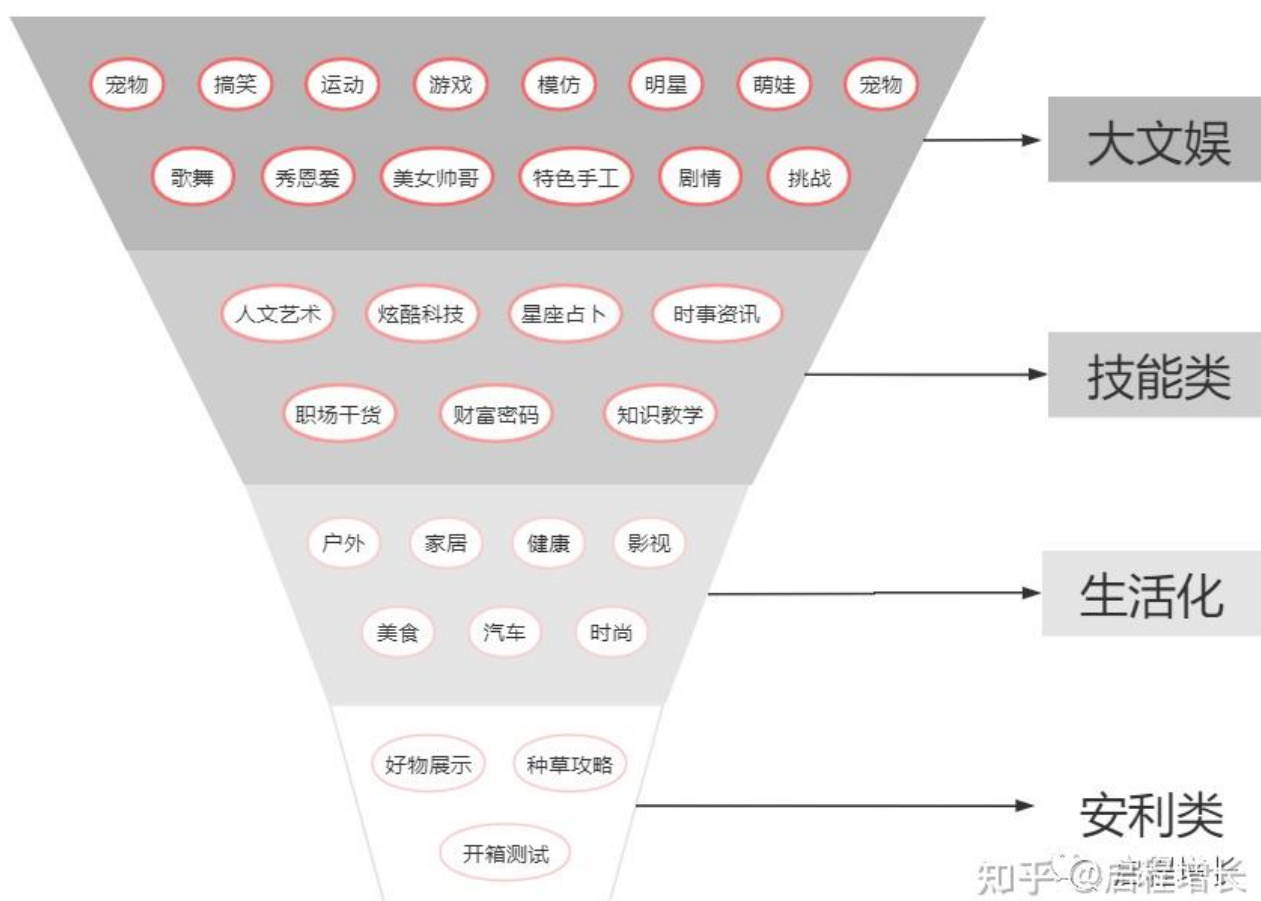 宠物 搞笑 运动 游戏 模仿 明星 萌娃 宠物
歌舞 秀恩爱 美女帅哥 特色手工 剧情 挑战
大文娱
人文艺术 炫酷科技 星座占卜 时事资讯
职场干货 财富密码 知识教学
技能类
户外 家居 健康 影视
美食 汽车 时尚
生活化
好物展示 种草攻略
开箱测试
安利类
知乎 @启程增长